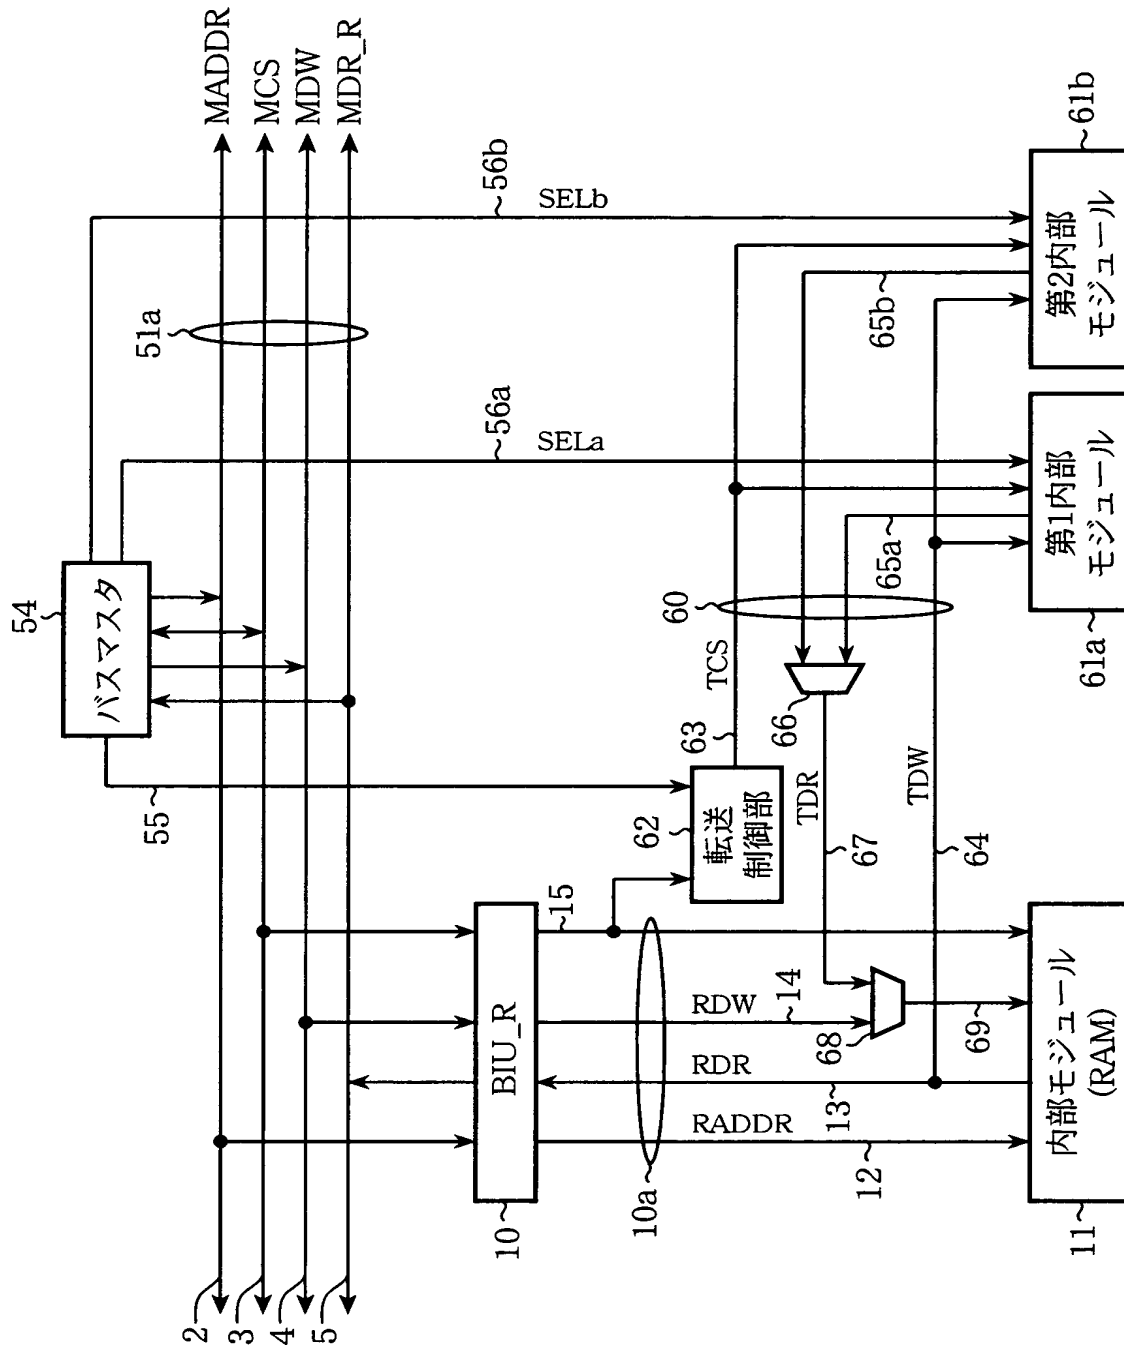 MADDR
MCS
MDW
MDR_R
2
3
4
5
51a
バスマスタ
54
55
56a
SELa
56b
SELb
BIU_R
10
10a
RADDR
12
RDR
13
RDW
14
15
転送
制御部
62
TCS
63
60
TDR
67
66
65a
65b
TDW
64
68
69
内部モジュール
(RAM)
11
第1内部
モジュール
61a
第2内部
モジュール
61b